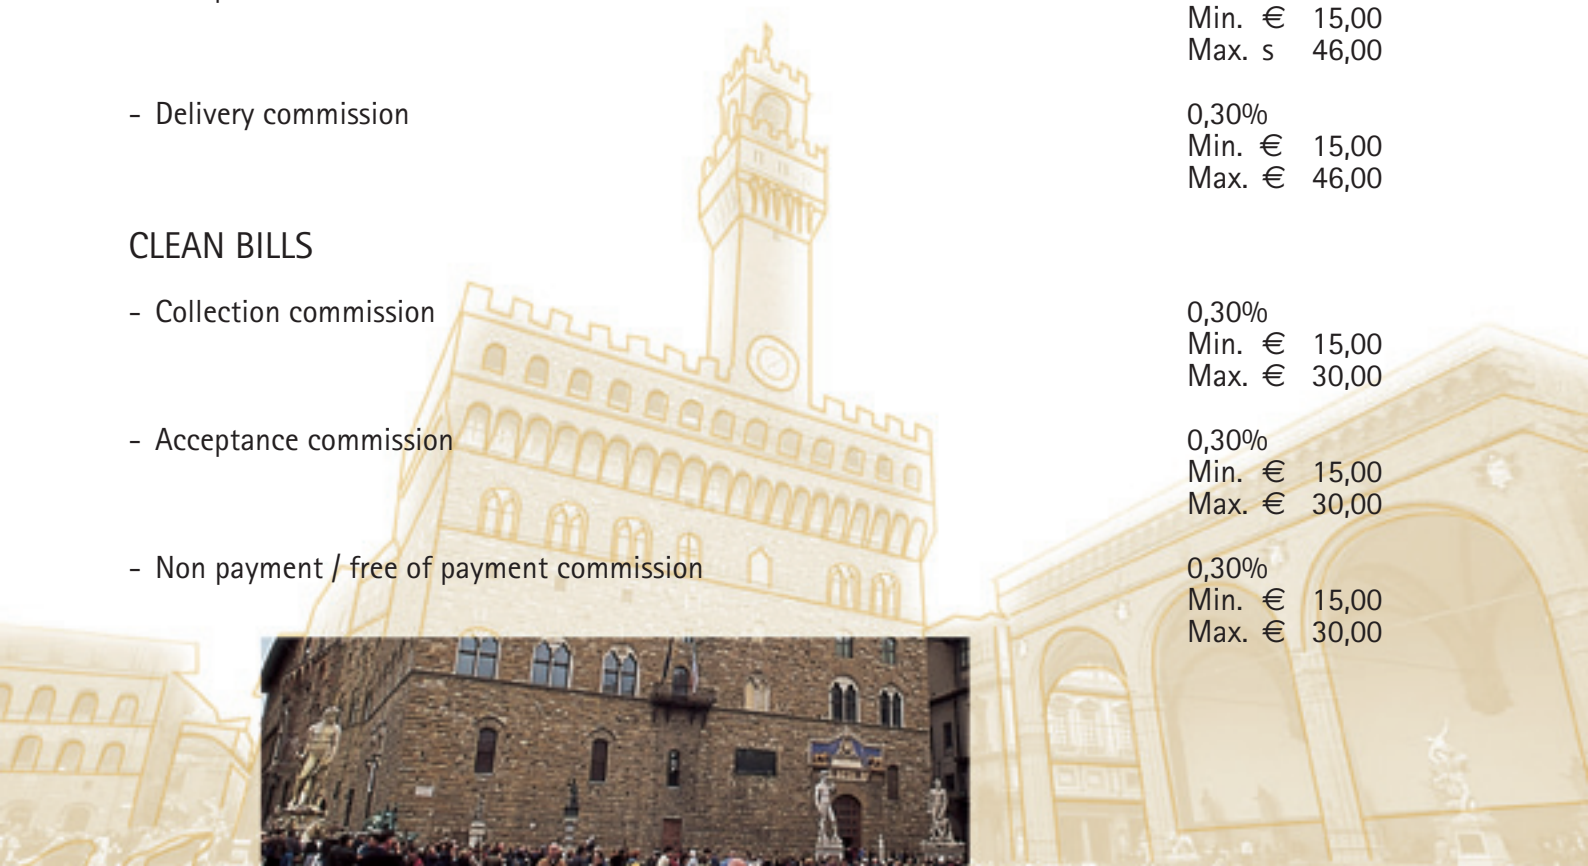 Min. € 15,00
Max. s 46,00
- Delivery commission 0,30%
Min. € 15,00
Max. € 46,00
CLEAN BILLS
- Collection commission 0,30%
Min. € 15,00
Max. € 30,00
- Acceptance commission 0,30%
Min. € 15,00
Max. € 30,00
- Non payment / free of payment commission 0,30%
Min. € 15,00
Max. € 30,00